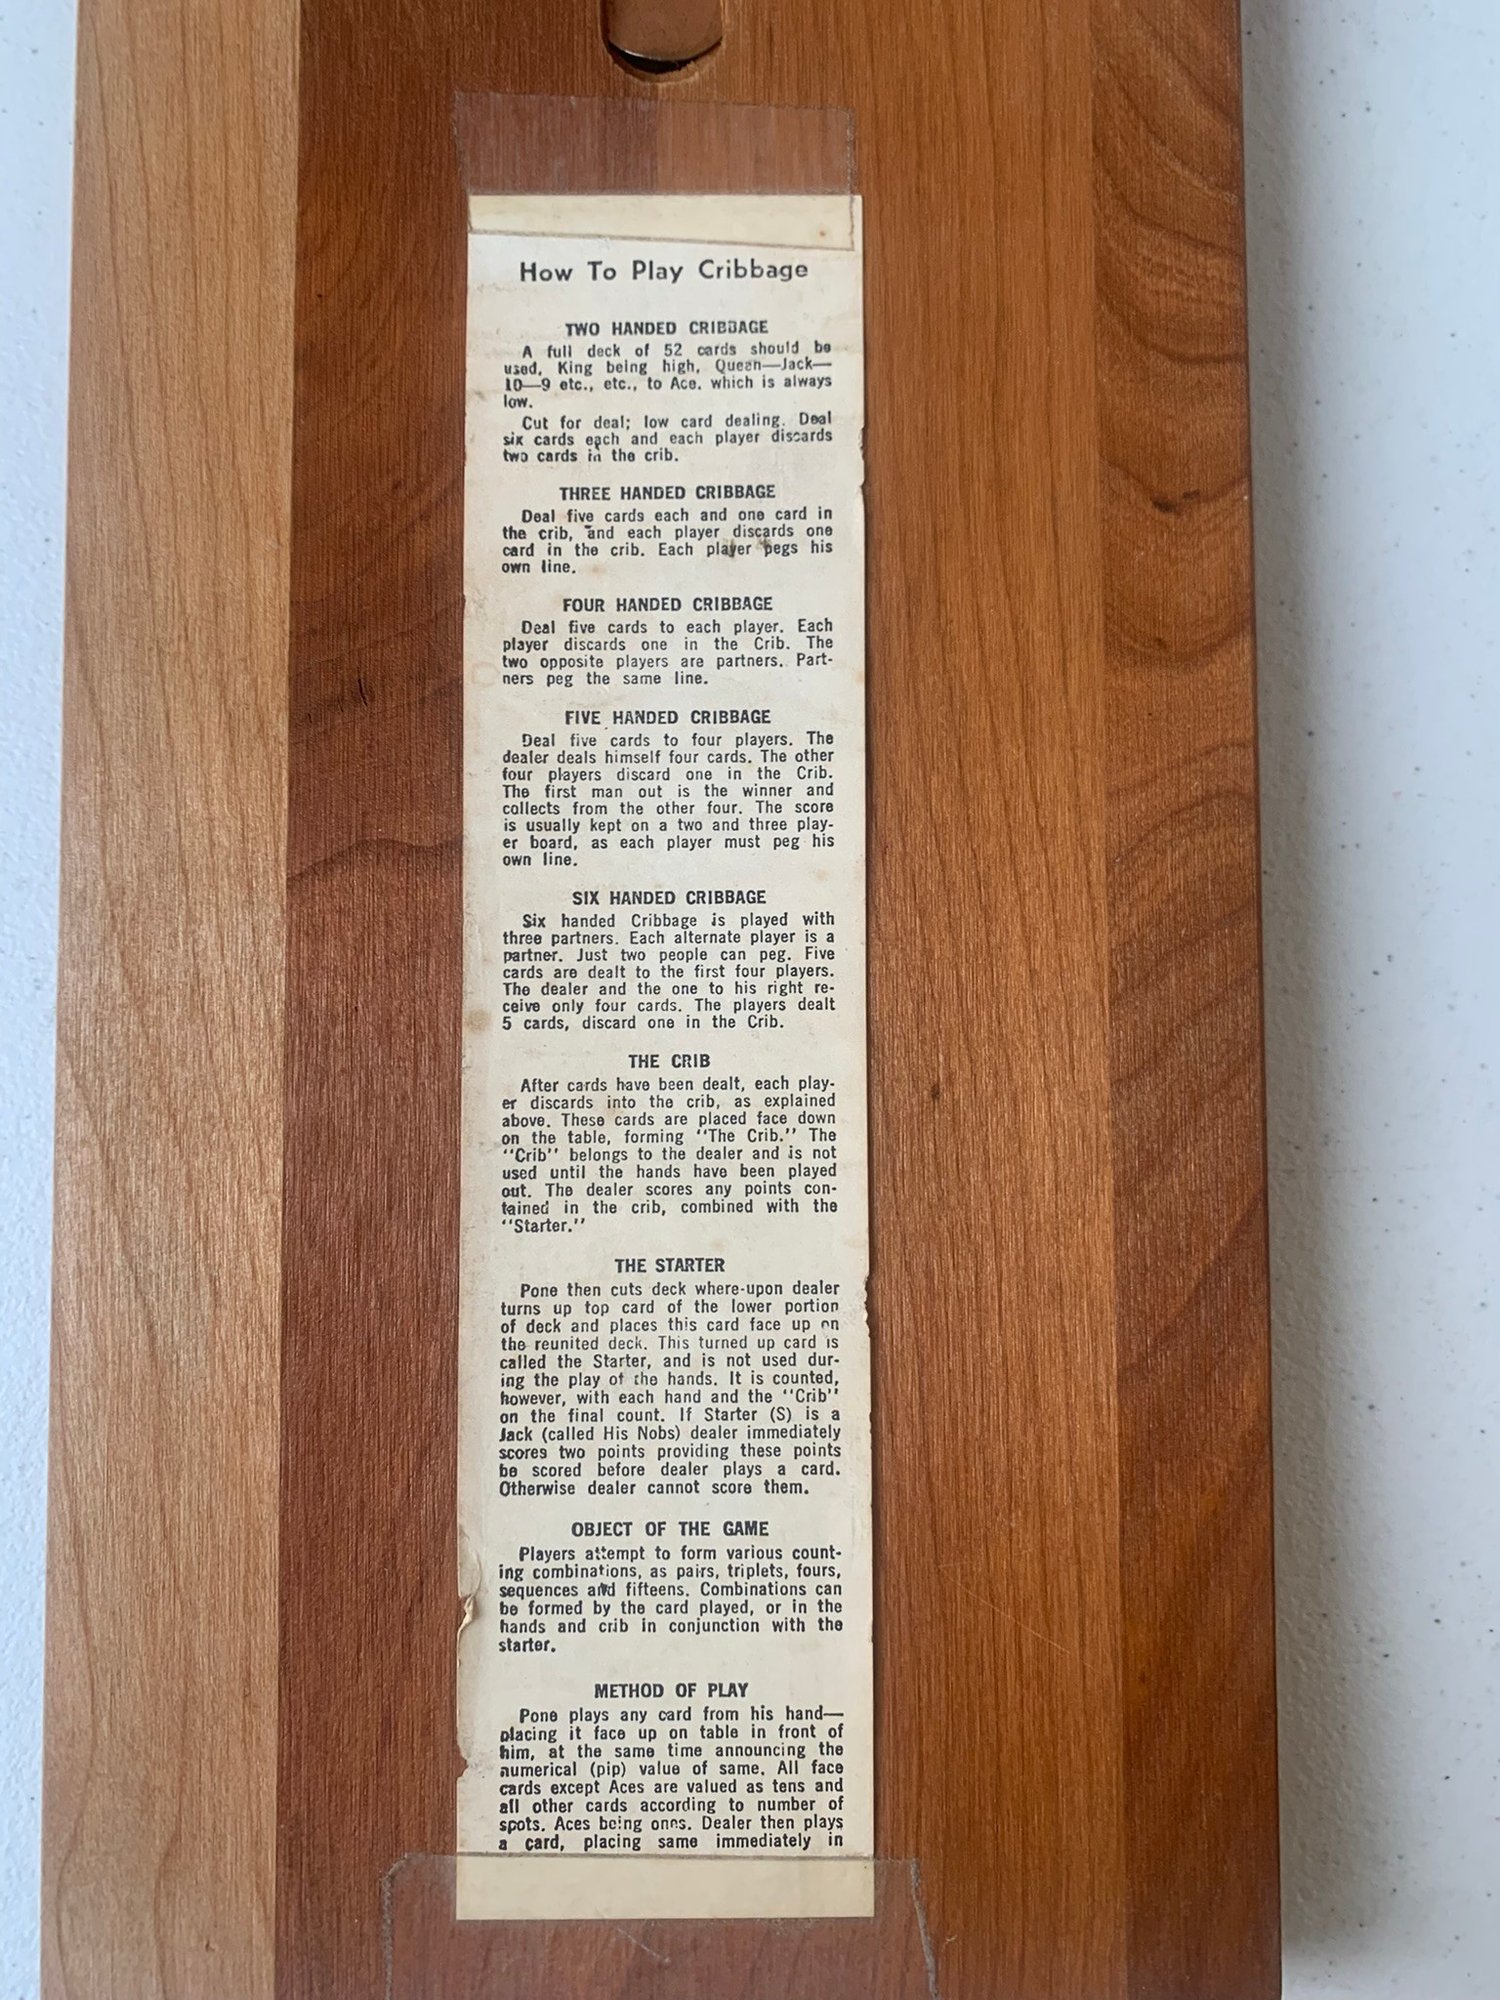 How To Play Cribbage
TWO HANDED CRIBBAGE
A full deck of 52 cards should be
used, King being high, Queen—Jack—
10—9 etc., etc., to Ace. which is always
low.
Cut for deal; low card dealing. Deal
six cards each and each player discards
two cards in the crib.
THREE HANDED CRIBBAGE
Deal five cards each and one card in
the crib, and each player discards one
card in the crib. Each player pegs his
own line.
FOUR HANDED CRIBBAGE
Deal five cards to each player. Each
player discards one in the Crib. The
two opposite players are partners. Part-
ners peg the same line.
FIVE HANDED CRIBBAGE
Deal five cards to four players. The
dealer deals himself four cards. The other
four players discard one in the Crib.
The first man out is the winner and
collects from the other four. The score
is usually kept on a two and three play-
er board, as each player must peg his
own line.
SIX HANDED CRIBBAGE
Six handed Cribbage is played with
three partners. Each alternate player is a
partner. Just two people can peg. Five
cards are dealt to the first four players.
The dealer and the one to his right re-
ceive only four cards. The players dealt
5 cards, discard one in the Crib.
THE CRIB
After cards have been dealt, each play-
er discards into the crib, as explained
above. These cards are placed face down
on the table, forming "The Crib." The
"Crib" belongs to the dealer and is not
used until the hands have been played
out. The dealer scores any points con-
tained in the crib, combined with the
"Starter."
THE STARTER
Pone then cuts deck where-upon dealer
turns up top card of the lower portion
of deck and places this card face up on
the reunited deck. This turned up card is
called the Starter, and is not used dur-
ing the play of the hands. It is counted,
however, with each hand and the "Crib"
on the final count. If Starter (S) is a
Jack (called His Nobs) dealer immediately
scores two points providing these points
be scored before dealer plays a card.
Otherwise dealer cannot score them.
OBJECT OF THE GAME
Players attempt to form various count-
ing combinations, as pairs, triplets, fours,
sequences and fifteens. Combinations can
be formed by the card played, or in the
hands and crib in conjunction with the
starter.
METHOD OF PLAY
Pone plays any card from his hand—
placing it face up on table in front of
him, at the same time announcing the
numerical (pip) value of same. All face
cards except Aces are valued as tens and
all other cards according to number of
spots. Aces being ones. Dealer then plays
a card, placing same immediately in